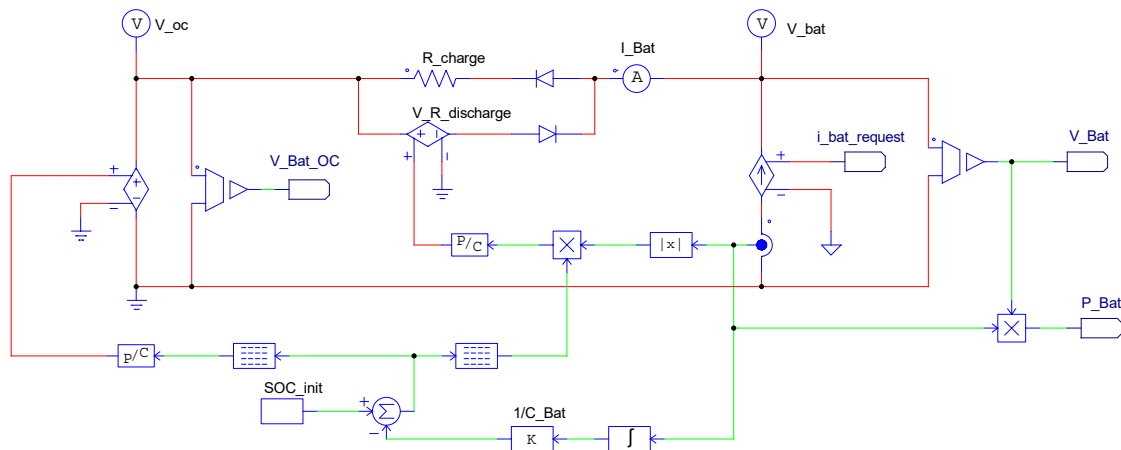 V V_oc
V V_bat
I_Bat
R_charge
A
V_R_discharge
i_bat_request
V_Bat
V_Bat_OC
+
-
+
-
+ -
+ -
+
-
P/C
×
|x|
P_Bat
×
P/C
SOC_init
+
Σ
-
1/C_Bat
K
∫